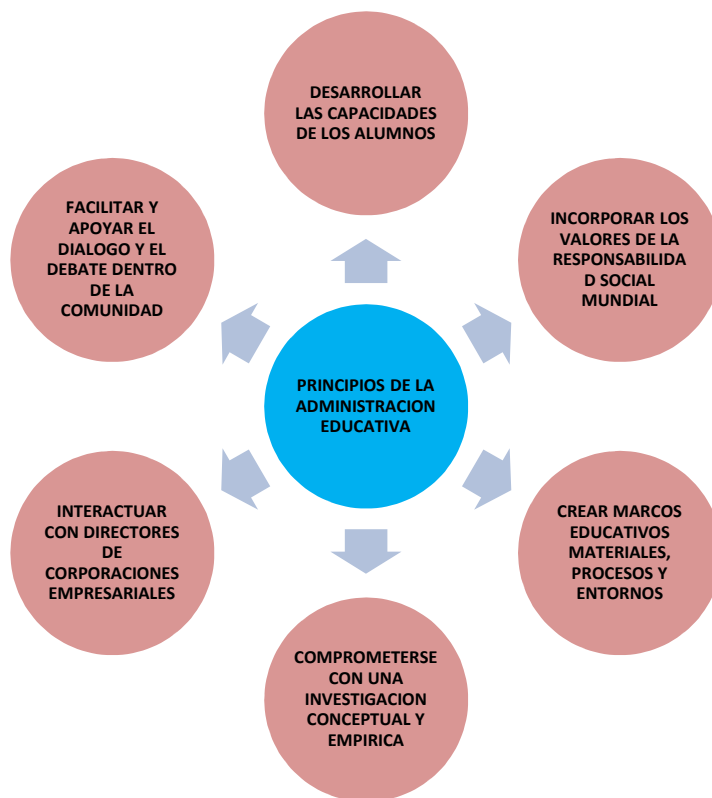 DESARROLLAR
LAS CAPACIDADES
DE LOS ALUMNOS
FACILITAR Y
APOYAR EL
DIALOGO Y EL
DEBATE DENTRO
DE LA
COMUNIDAD
INCORPORAR LOS
VALORES DE LA
RESPONSABILIDA
D SOCIAL
MUNDIAL
PRINCIPIOS DE LA
ADMINISTRACION
EDUCATIVA
INTERACTUAR
CON DIRECTORES
DE
CORPORACIONES
EMPRESARIALES
CREAR MARCOS
EDUCATIVOS
MATERIALES,
PROCESOS Y
ENTORNOS
COMPROMETERSE
CON UNA
INVESTIGACION
CONCEPTUAL Y
EMPIRICA